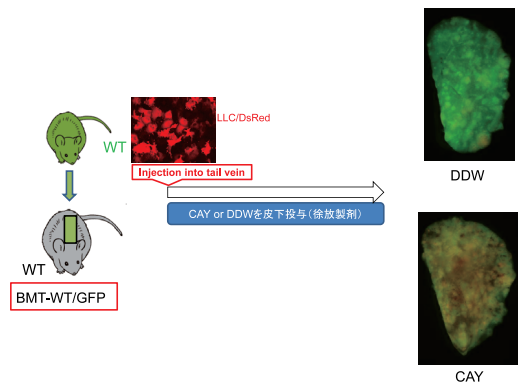 WT
LLC/DsRed
Injection into tail vein
CAY or DDWを皮下投与(徐放製剤)
WT
BMT-WT/GFP
DDW
CAY